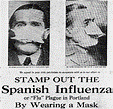 STAMP OUT THE
Spanish Influenza
or "Flu" Plague in Portland
By Wearing a Mask